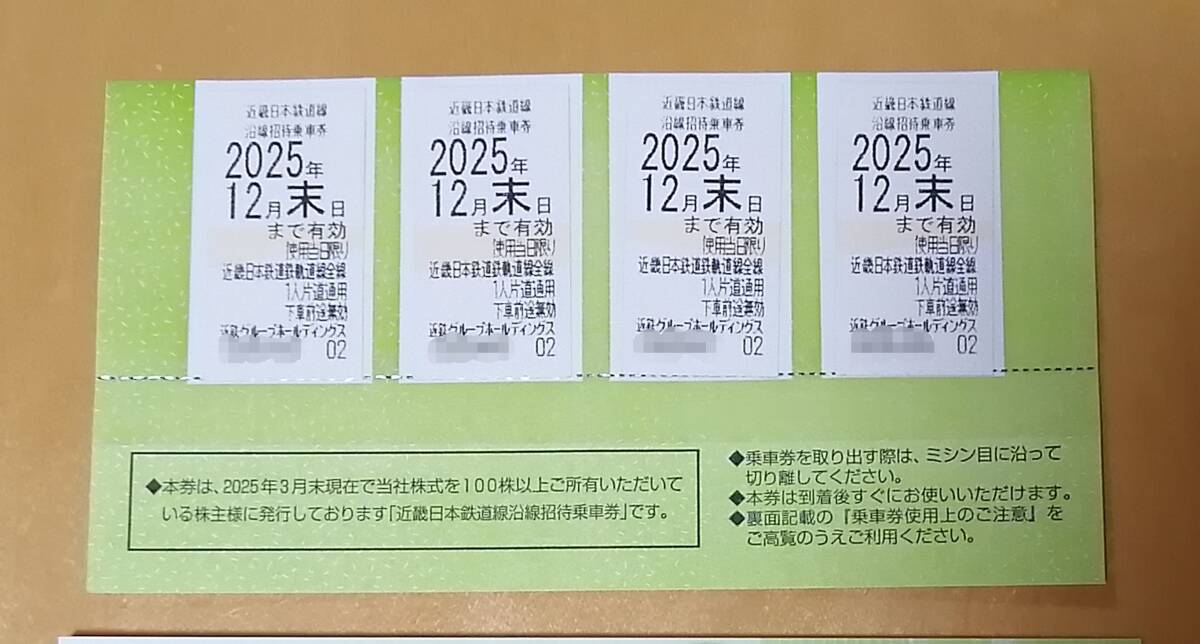 近畿日本鉄道線
沿線招待乗車券
2025年
12月末日
まで有効
(使用当日限り)
近畿日本鉄道鉄軌道線全線
1人片道通用
下車前途無効
近鉄グループホールディングス
02
近畿日本鉄道線
沿線招待乗車券
2025年
12月末日
まで有効
(使用当日限り)
近畿日本鉄道鉄軌道線全線
1人片道通用
下車前途無効
近鉄グループホールディングス
02
近畿日本鉄道線
沿線招待乗車券
2025年
12月末日
まで有効
(使用当日限り)
近畿日本鉄道鉄軌道線全線
1人片道通用
下車前途無効
近鉄グループホールディングス
02
近畿日本鉄道線
沿線招待乗車券
2025年
12月末日
まで有効
(使用当日限り)
近畿日本鉄道鉄軌道線全線
1人片道通用
下車前途無効
近鉄グループホールディングス
02
◆本券は、2025年3月末現在で当社株式を100株以上ご所有いただいて
いる株主様に発行しております「近畿日本鉄道線沿線招待乗車券」です。
◆乗車券を取り出す際は、ミシン目に沿って
切り離してください。
◆本券は到着後すぐにお使いいただけます。
◆裏面記載の『乗車券使用上のご注意』を
ご高覧のうえご利用ください。